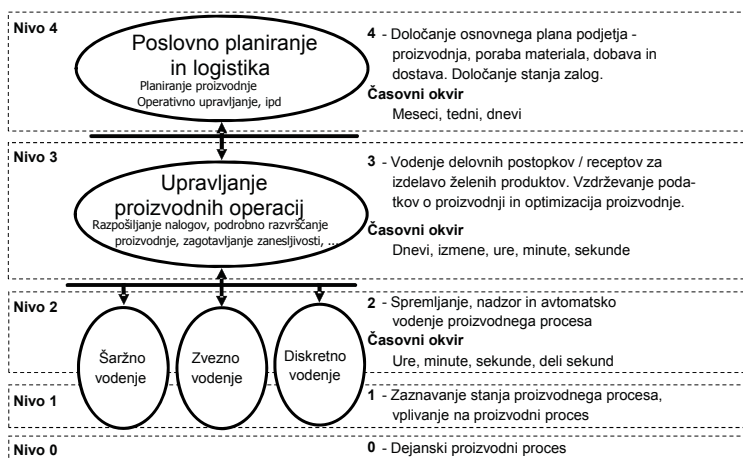 Nivo 4
Poslovno planiranje
in logistika
Planiranje proizvodnje
Operativno upravljanje, ipd
4 - Določanje osnovnega plana podjetja -
proizvodnja, poraba materiala, dobava in
dostava. Določanje stanja zalog.
Časovni okvir
Meseci, tedni, dnevi
Nivo 3
Upravljanje
proizvodnih operacij
Razpošiljanje nalogov, podrobno razvrščanje
proizvodnje, zagotavljanje zanesljivosti, ...
3 - Vodenje delovnih postopkov / receptov za
izdelavo želenih produktov. Vzdrževanje poda-
tkov o proizvodnji in optimizacija proizvodnje.
Časovni okvir
Dnevi, izmene, ure, minute, sekunde
Nivo 2
Šaržno
vodenje
Zvezno
vodenje
Diskretno
vodenje
2 - Spremljanje, nadzor in avtomatsko
vodenje proizvodnega procesa
Časovni okvir
Ure, minute, sekunde, deli sekund
Nivo 1
1 - Zaznavanje stanja proizvodnega procesa,
vplivanje na proizvodni proces
Nivo 0
0 - Dejanski proizvodni proces